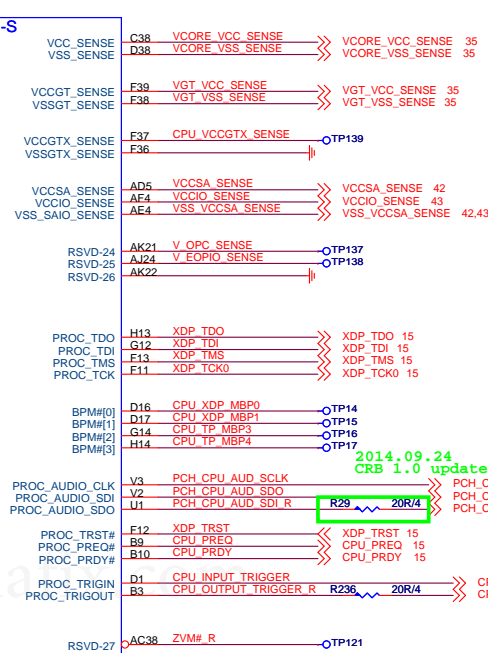 -S
VCC_SENSE C38 VCORE_VCC_SENSE VCORE_VCC_SENSE 35
VSS_SENSE D38 VCORE_VSS_SENSE VCORE_VSS_SENSE 35
VCCGT_SENSE F39 VGT_VCC_SENSE VGT_VCC_SENSE 35
VSSGT_SENSE F38 VGT_VSS_SENSE VGT_VSS_SENSE 35
VCCGTX_SENSE F37 CPU_VCCGTX_SENSE TP139
VSSGTX_SENSE F36
VCCSA_SENSE AD5 VCCSA_SENSE VCCSA_SENSE 42
VCCIO_SENSE AF4 VCCIO_SENSE VCCIO_SENSE 43
VSS_SAIO_SENSE AE4 VSS_VCCSA_SENSE VSS_VCCSA_SENSE 42,43
RSVD-24 AK21 V_OPC_SENSE TP137
RSVD-25 AJ24 V_EOPIO_SENSE TP138
RSVD-26 AK22
PROC_TDO H13 XDP_TDO XDP_TDO 15
PROC_TDI G12 XDP_TDI XDP_TDI 15
PROC_TMS F13 XDP_TMS XDP_TMS 15
PROC_TCK F11 XDP_TCK0 XDP_TCK0 15
BPM#[0] D16 CPU_XDP_MBP0 TP14
BPM#[1] D17 CPU_XDP_MBP1 TP15
BPM#[2] G14 CPU_TP_MBP3 TP16
BPM#[3] H14 CPU_TP_MBP4 TP17
2014.09.24
CRB 1.0 update
PROC_AUDIO_CLK V3 PCH_CPU_AUD_SCLK PCH_C
PROC_AUDIO_SDI V2 PCH_CPU_AUD_SDO PCH_C
PROC_AUDIO_SDO U1 PCH_CPU_AUD_SDI_R R29 20R/4 PCH_C
PROC_TRST# F12 XDP_TRST XDP_TRST 15
PROC_PREQ# B9 CPU_PREQ CPU_PREQ 15
PROC_PRDY# B10 CPU_PRDY CPU_PRDY 15
PROC_TRIGIN D1 CPU_INPUT_TRIGGER
PROC_TRIGOUT B3 CPU_OUTPUT_TRIGGER_R R236 20R/4
RSVD-27 AC38 ZVM#_R TP121